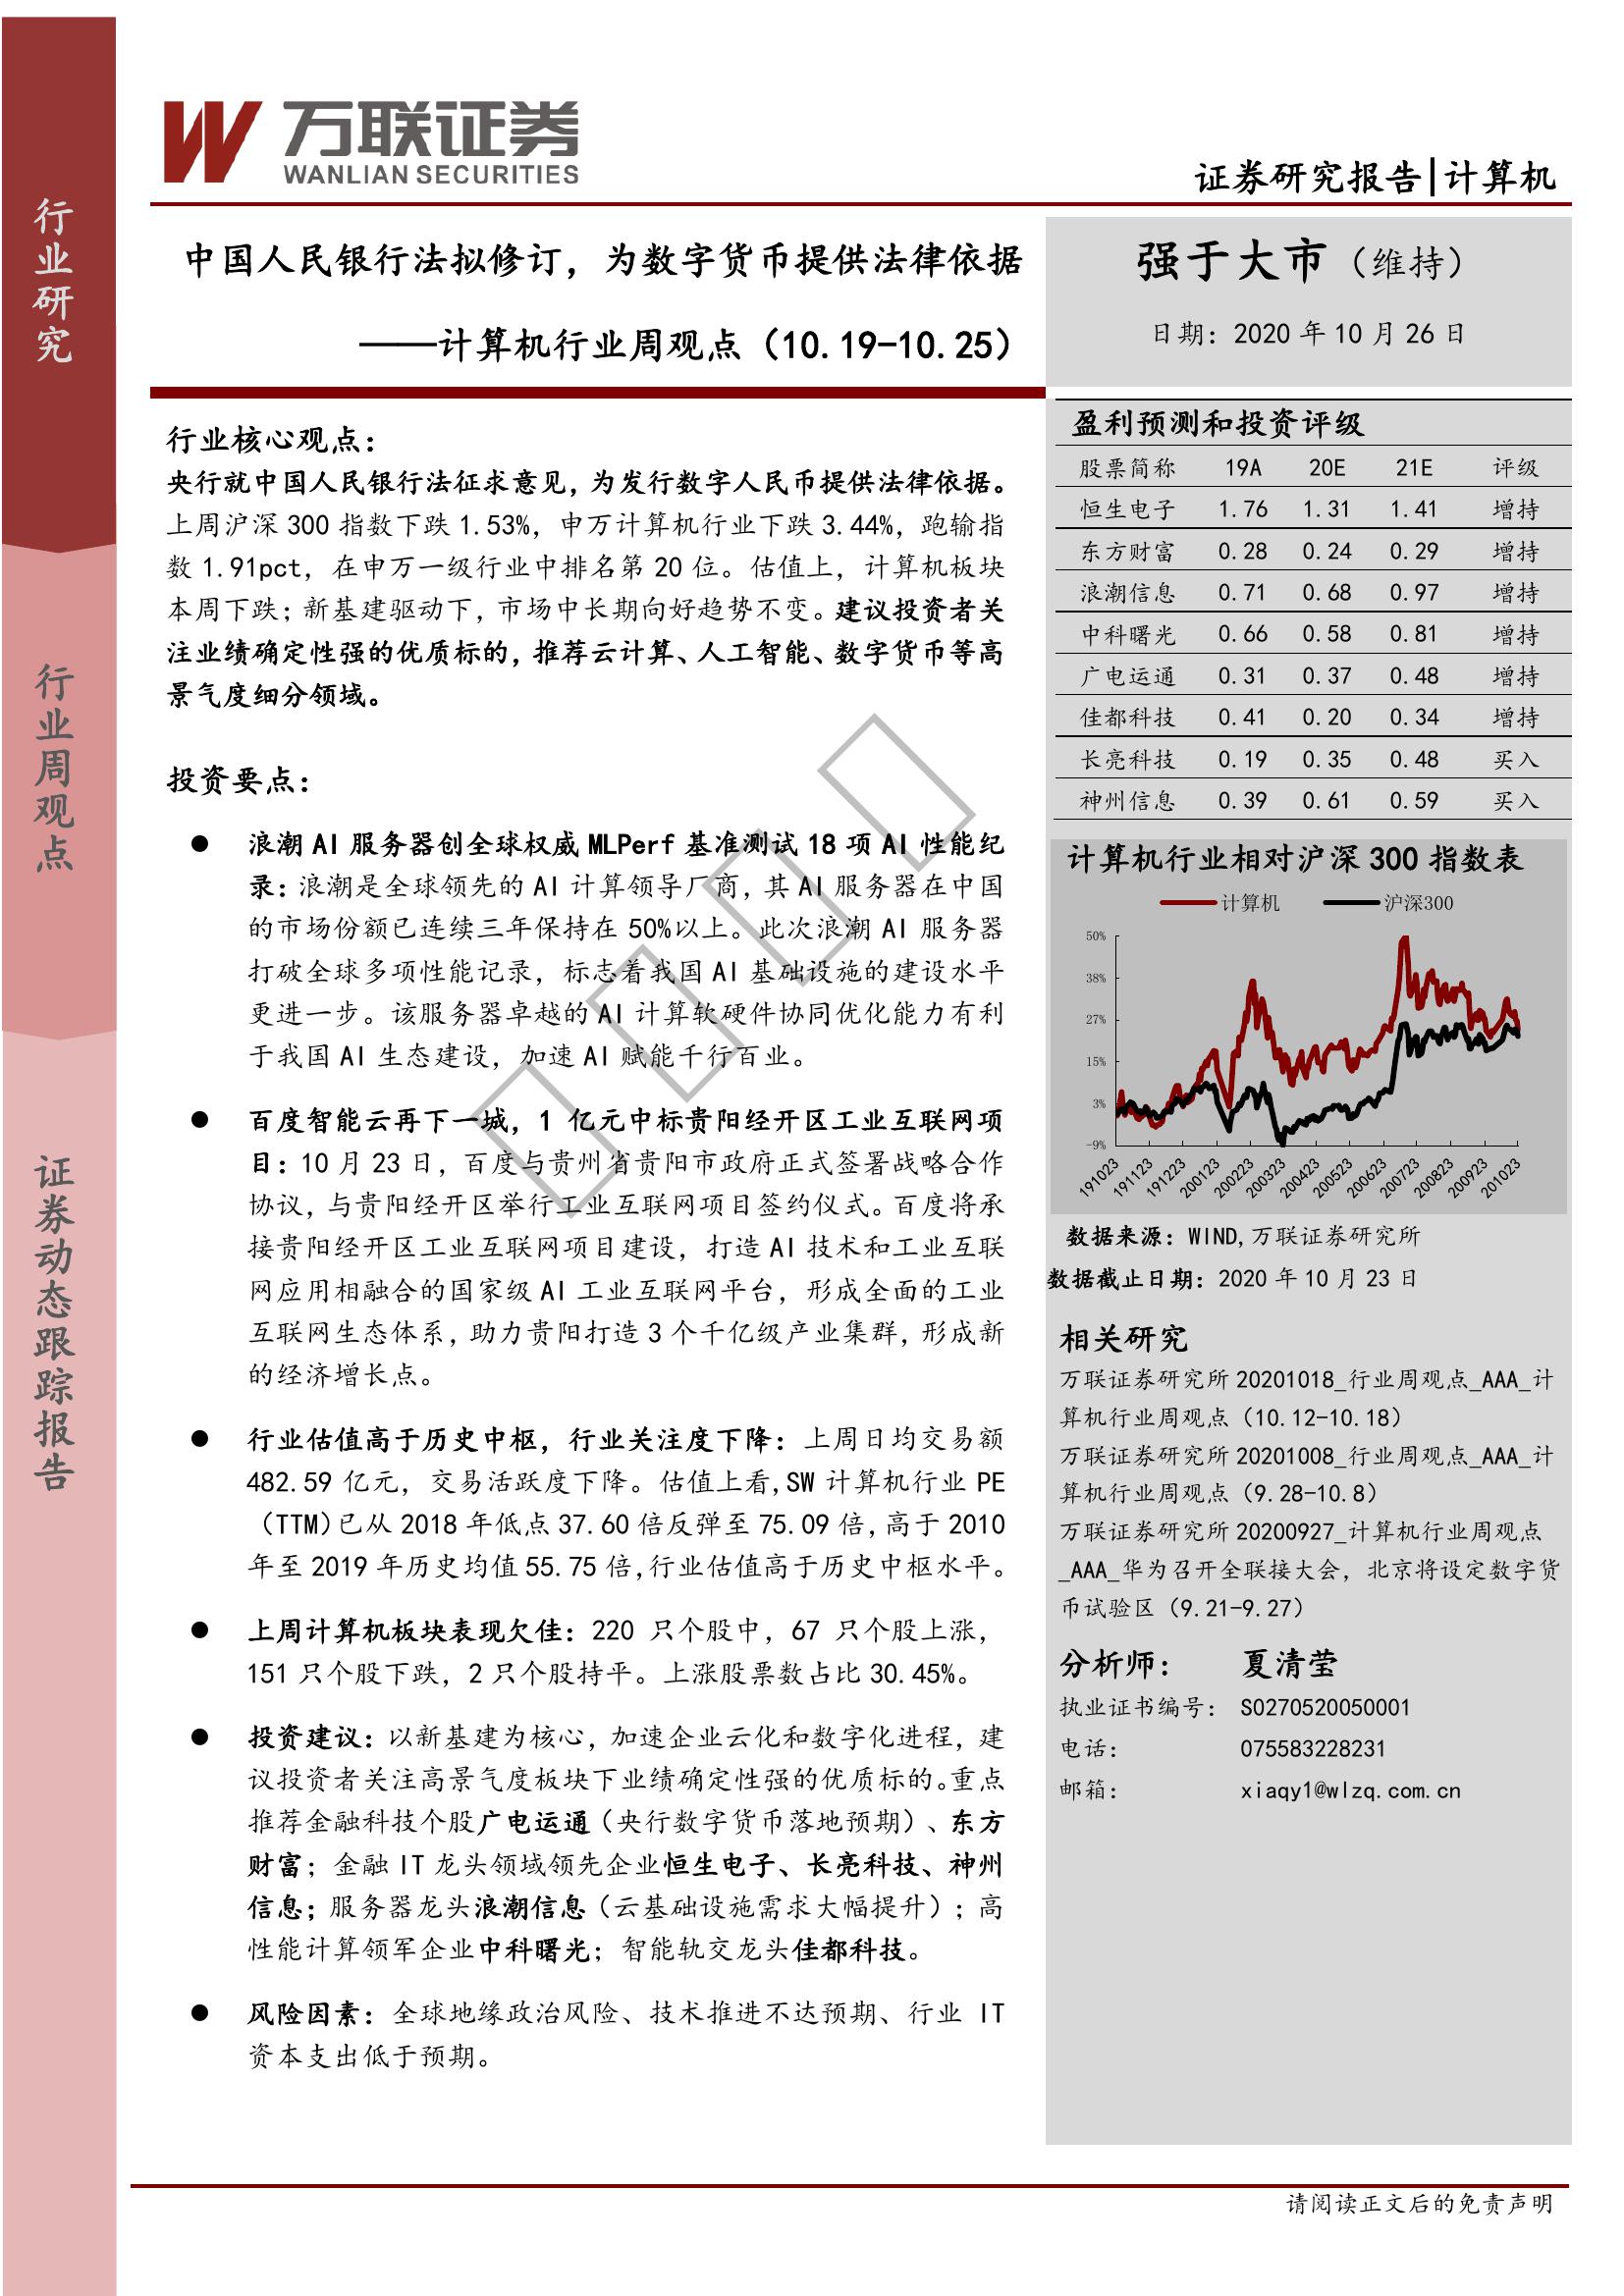 行业研究
行业周观点
证券动态跟踪报告
万联证券
WANLIAN SECURITIES
证券研究报告|计算机
中国人民银行法拟修订，为数字货币提供法律依据
——计算机行业周观点（10.19-10.25）
强于大市（维持）
日期：2020 年 10 月 26 日
行业核心观点：
央行就中国人民银行法征求意见，为发行数字人民币提供法律依据。
上周沪深 300 指数下跌 1.53%，申万计算机行业下跌 3.44%，跑输指
数 1.91pct，在申万一级行业中排名第 20 位。估值上，计算机板块
本周下跌；新基建驱动下，市场中长期向好趋势不变。建议投资者关
注业绩确定性强的优质标的，推荐云计算、人工智能、数字货币等高
景气度细分领域。
投资要点：
● 浪潮 AI 服务器创全球权威 MLPerf 基准测试 18 项 AI 性能纪
录：浪潮是全球领先的 AI 计算领导厂商，其 AI 服务器在中国
的市场份额已连续三年保持在 50%以上。此次浪潮 AI 服务器
打破全球多项性能记录，标志着我国 AI 基础设施的建设水平
更进一步。该服务器卓越的 AI 计算软硬件协同优化能力有利
于我国 AI 生态建设，加速 AI 赋能千行百业。
● 百度智能云再下一城，1 亿元中标贵阳经开区工业互联网项
目：10 月 23 日，百度与贵州省贵阳市政府正式签署战略合作
协议，与贵阳经开区举行工业互联网项目签约仪式。百度将承
接贵阳经开区工业互联网项目建设，打造 AI 技术和工业互联
网应用相融合的国家级 AI 工业互联网平台，形成全面的工业
互联网生态体系，助力贵阳打造 3 个千亿级产业集群，形成新
的经济增长点。
● 行业估值高于历史中枢，行业关注度下降：上周日均交易额
482.59 亿元，交易活跃度下降。估值上看，SW 计算机行业 PE
（TTM）已从 2018 年低点 37.60 倍反弹至 75.09 倍，高于 2010
年至 2019 年历史均值 55.75 倍，行业估值高于历史中枢水平。
● 上周计算机板块表现欠佳：220 只个股中，67 只个股上涨，
151 只个股下跌，2 只个股持平。上涨股票数占比 30.45%。
● 投资建议：以新基建为核心，加速企业云化和数字化进程，建
议投资者关注高景气度板块下业绩确定性强的优质标的。重点
推荐金融科技个股广电运通（央行数字货币落地预期）、东方
财富；金融 IT 龙头领域领先企业恒生电子、长亮科技、神州
信息；服务器龙头浪潮信息（云基础设施需求大幅提升）；高
性能计算领军企业中科曙光；智能轨交龙头佳都科技。
● 风险因素：全球地缘政治风险、技术推进不达预期、行业 IT
资本支出低于预期。
盈利预测和投资评级
股票简称 19A 20E 21E 评级
恒生电子 1.76 1.31 1.41 增持
东方财富 0.28 0.24 0.29 增持
浪潮信息 0.71 0.68 0.97 增持
中科曙光 0.66 0.58 0.81 增持
广电运通 0.31 0.37 0.48 增持
佳都科技 0.41 0.20 0.34 增持
长亮科技 0.19 0.35 0.48 买入
神州信息 0.39 0.61 0.59 买入
计算机行业相对沪深 300 指数表
计算机 沪深300
50%
38%
27%
15%
3%
-9%
191023 191123 191223 200123 200223 200323 200423 200523 200623 200723 200823 200923 201023
数据来源：WIND,万联证券研究所
数据截止日期：2020 年 10 月 23 日
相关研究
万联证券研究所 20201018_行业周观点_AAA_计
算机行业周观点（10.12-10.18）
万联证券研究所 20201008_行业周观点_AAA_计
算机行业周观点（9.28-10.8）
万联证券研究所 20200927_计算机行业周观点
_AAA_华为召开全联接大会，北京将设定数字货
币试验区（9.21-9.27）
分析师： 夏清莹
执业证书编号： S0270520050001
电话： 075583228231
邮箱： xiaqy1@wlzq.com.cn
请阅读正文后的免责声明